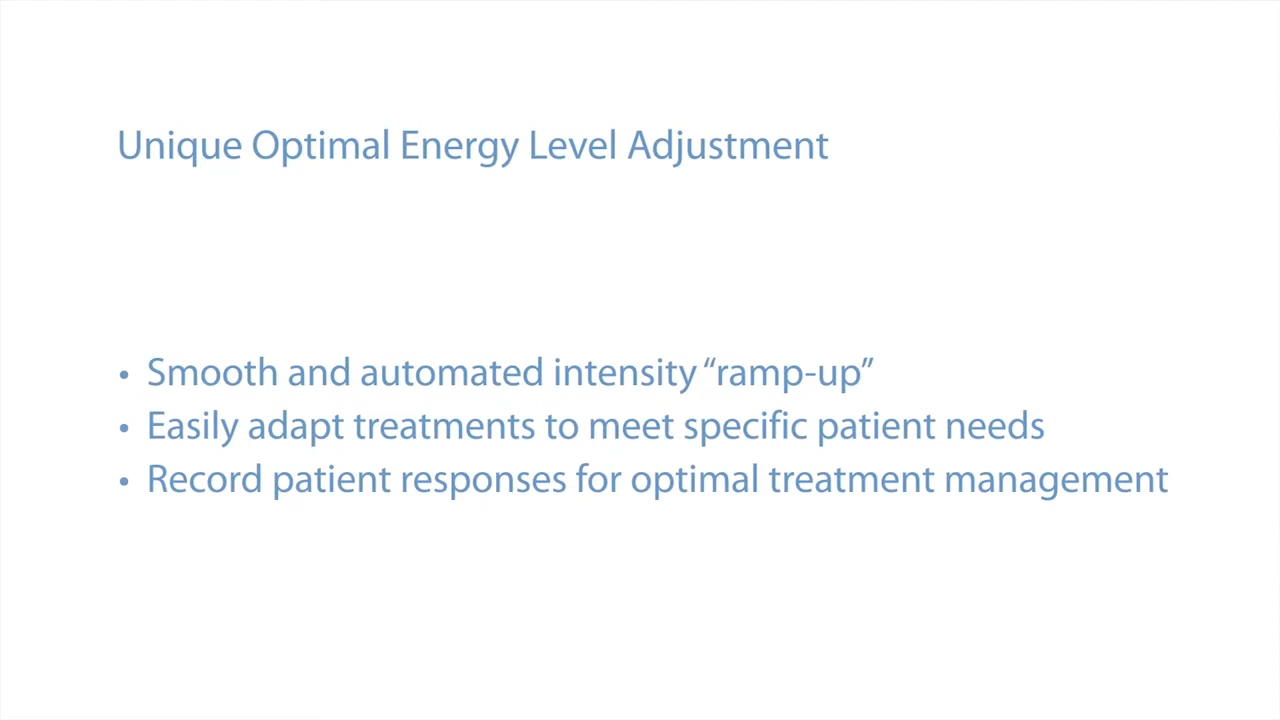 Unique Optimal Energy Level Adjustment
• Smooth and automated intensity “ramp-up”
• Easily adapt treatments to meet specific patient needs
• Record patient responses for optimal treatment management